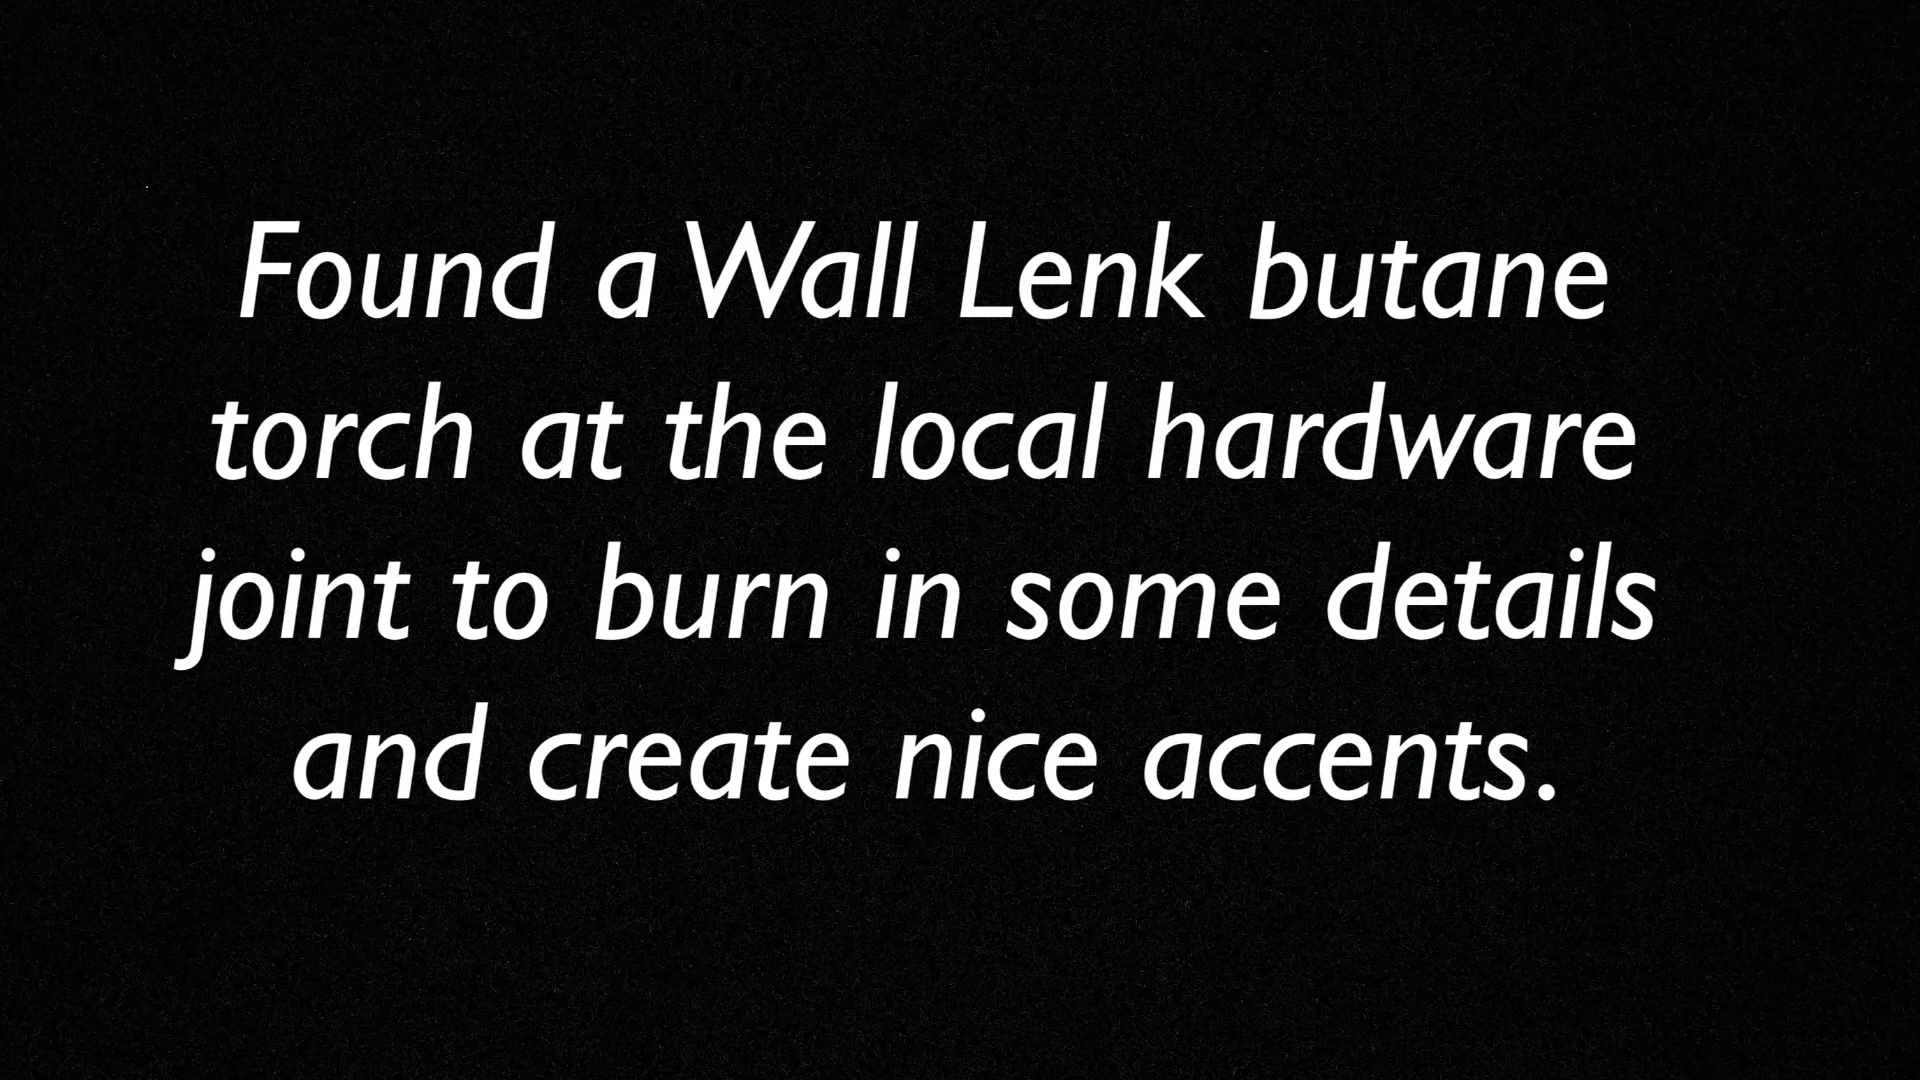 Found a Wall Lenk butane
torch at the local hardware
joint to burn in some details
and create nice accents.